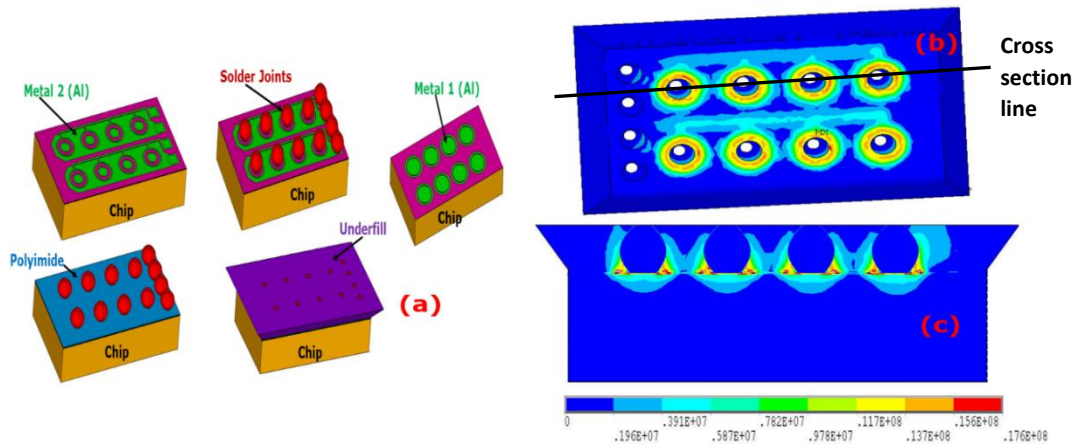 Metal 2 (Al)
Solder Joints
Metal 1 (Al)
Chip
Chip
Chip
Polyimide
Underfill
Chip
Chip
(a)
(b)
Cross
section
line
(c)
0
.196E+07
.391E+07
.587E+07
.782E+07
.978E+07
.117E+08
.137E+08
.156E+08
.176E+08